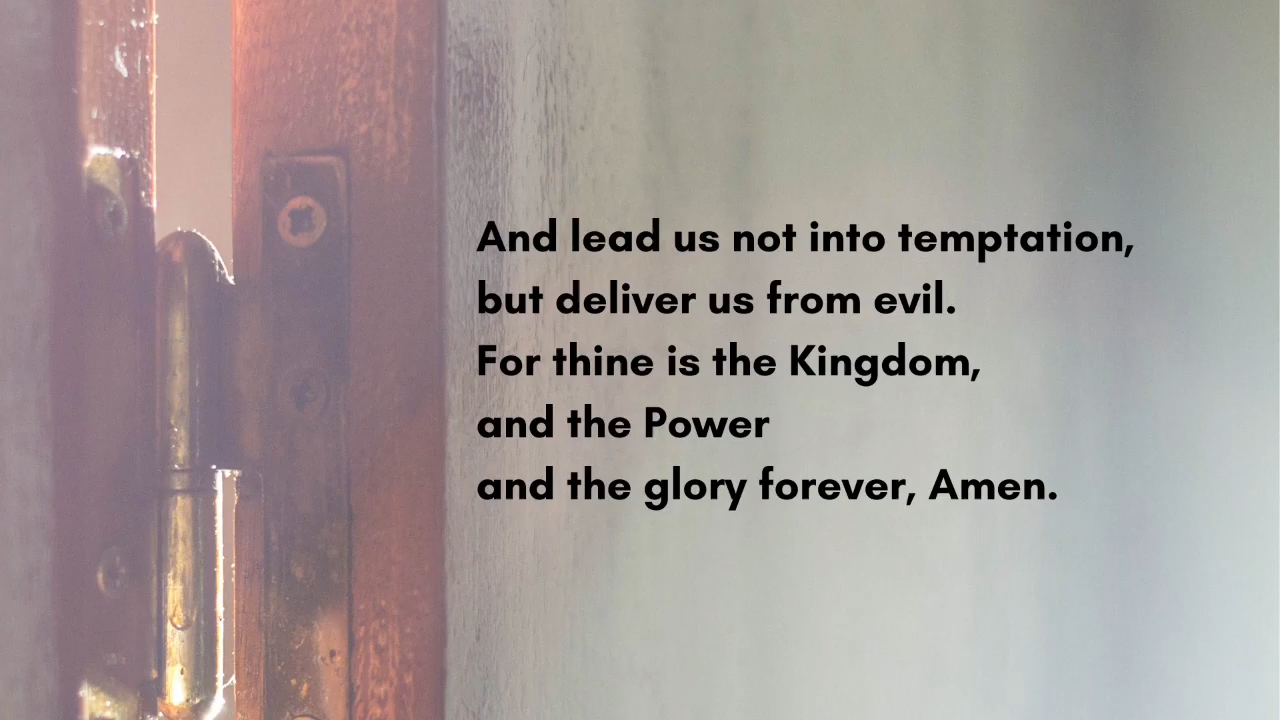 And lead us not into temptation,
but deliver us from evil.
For thine is the Kingdom,
and the Power
and the glory forever, Amen.